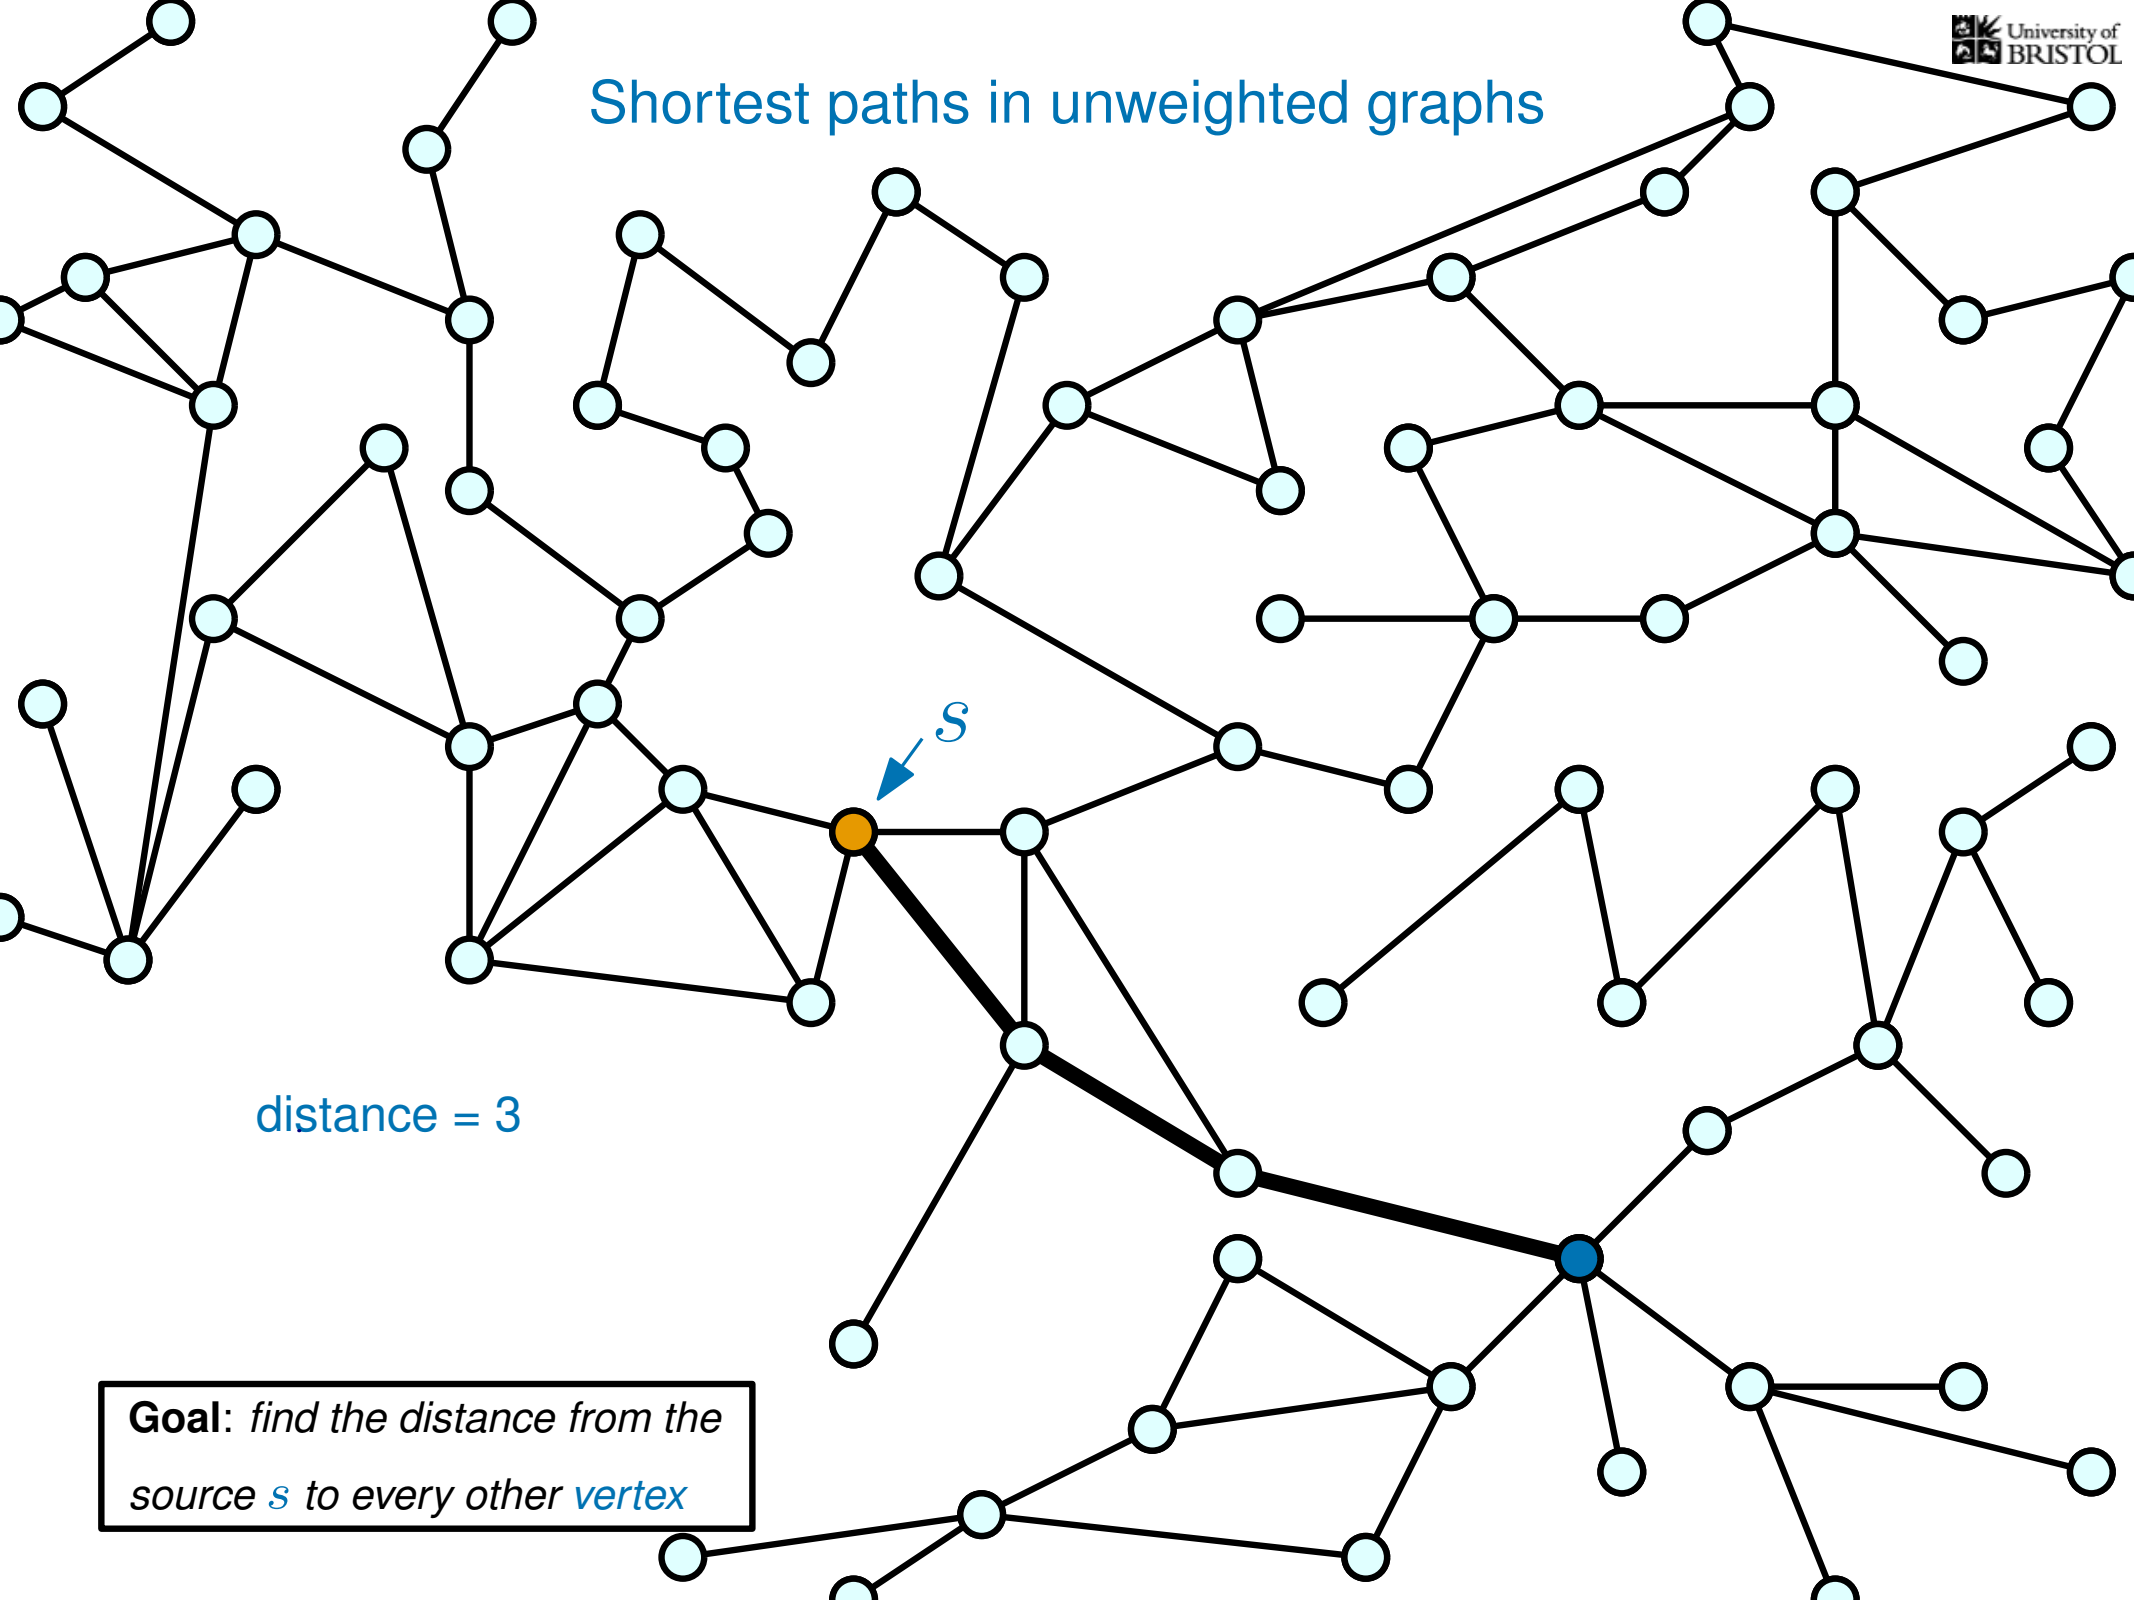 University of
BRISTOL
Shortest paths in unweighted graphs
s
distance = 3
Goal: find the distance from the
source s to every other vertex